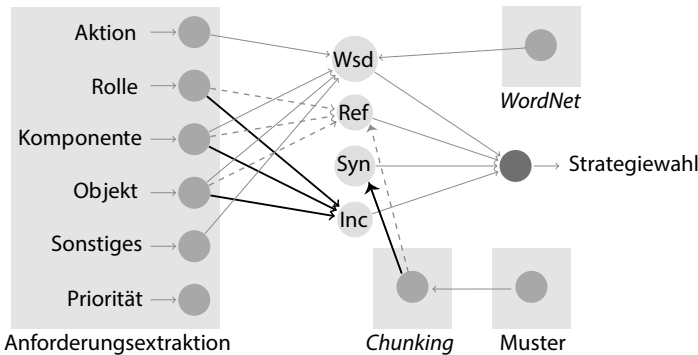 Aktion
Rolle
Komponente
Objekt
Sonstiges
Priorität
Anforderungsextraktion
Wsd
Ref
Syn
Inc
WordNet
Strategiewahl
Chunking
Muster